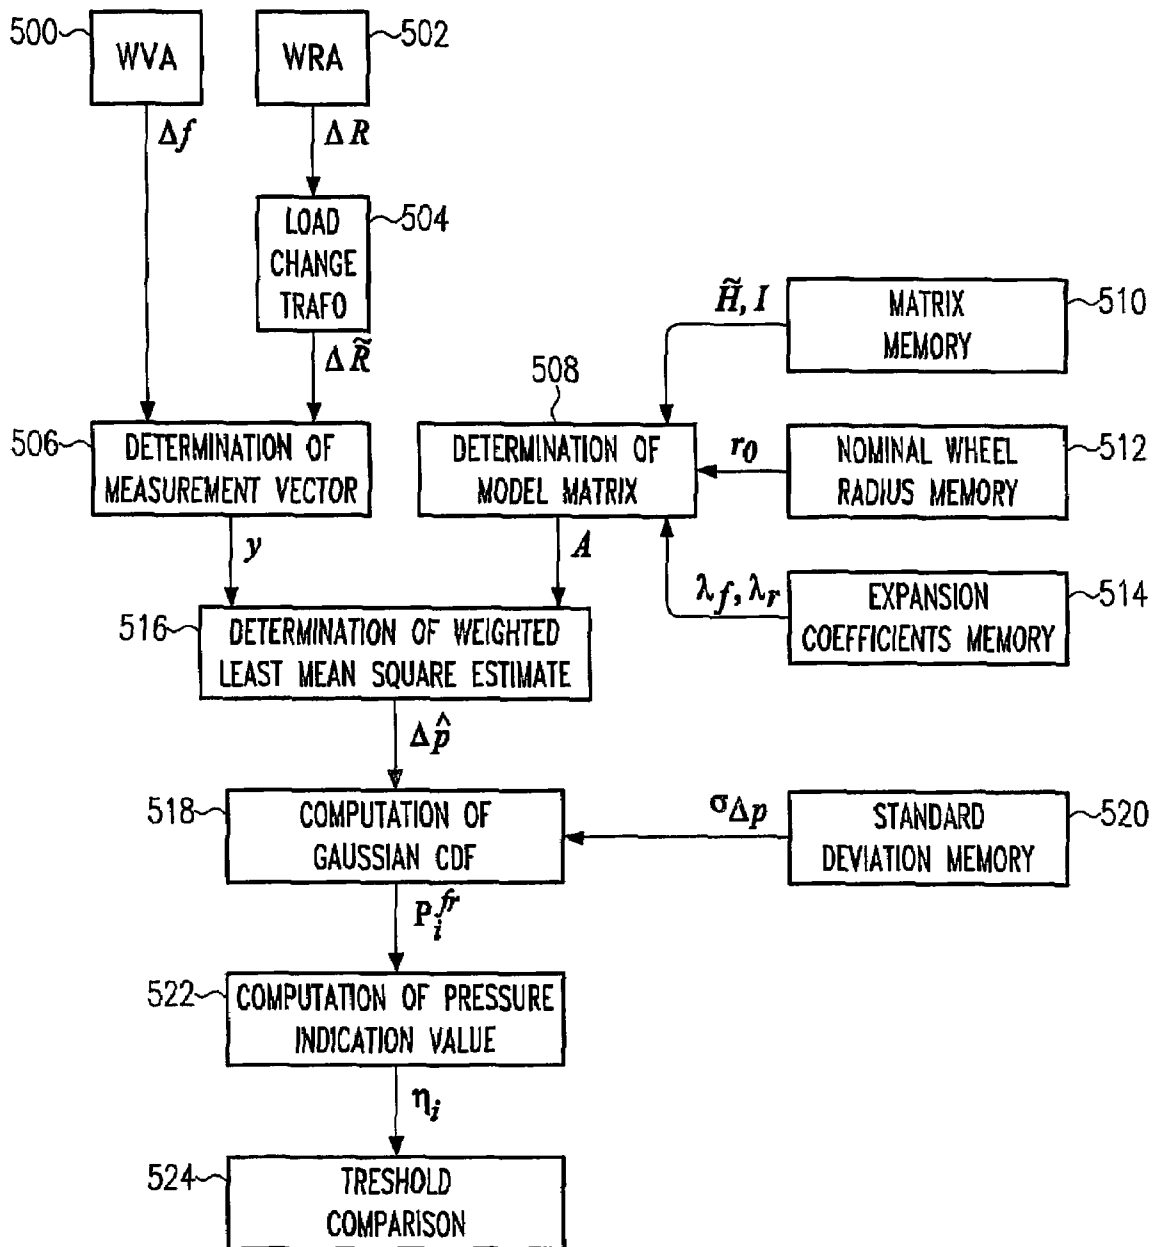 500
WVA
WRA
502
Δf
ΔR
LOAD
CHANGE
TRAFO
504
ΔR̃
H̃, I
MATRIX
MEMORY
510
508
506
DETERMINATION OF
MEASUREMENT VECTOR
DETERMINATION OF
MODEL MATRIX
r0
NOMINAL WHEEL
RADIUS MEMORY
512
y
A
λf, λr
EXPANSION
COEFFICIENTS MEMORY
514
516
DETERMINATION OF WEIGHTED
LEAST MEAN SQUARE ESTIMATE
Δp̂
518
COMPUTATION OF
GAUSSIAN CDF
σΔp
STANDARD
DEVIATION MEMORY
520
P_i^fr
522
COMPUTATION OF PRESSURE
INDICATION VALUE
ηi
524
TRESHOLD
COMPARISON